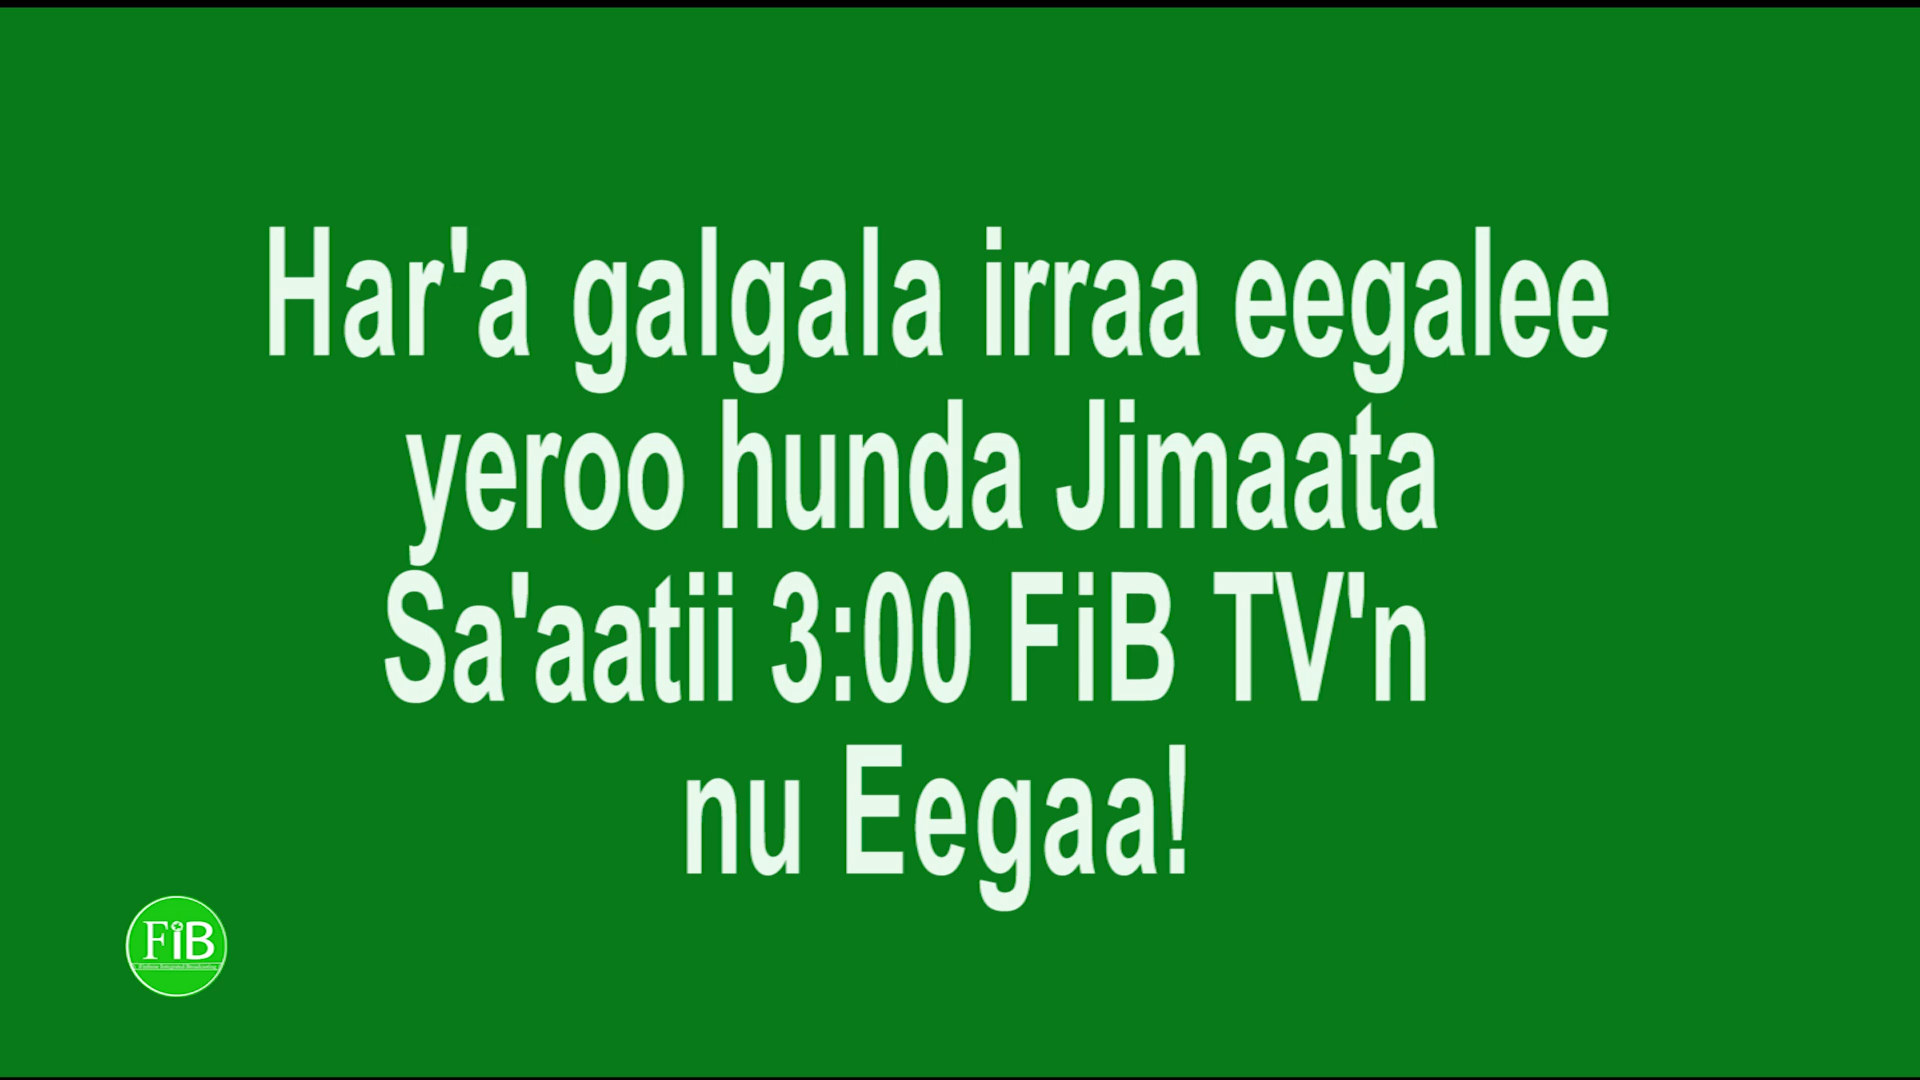 Har'a galgala irraa eegalee
yeroo hunda Jimaata
Sa'aatii 3:00 FiB TV'n
nu Eegaa!
FiB